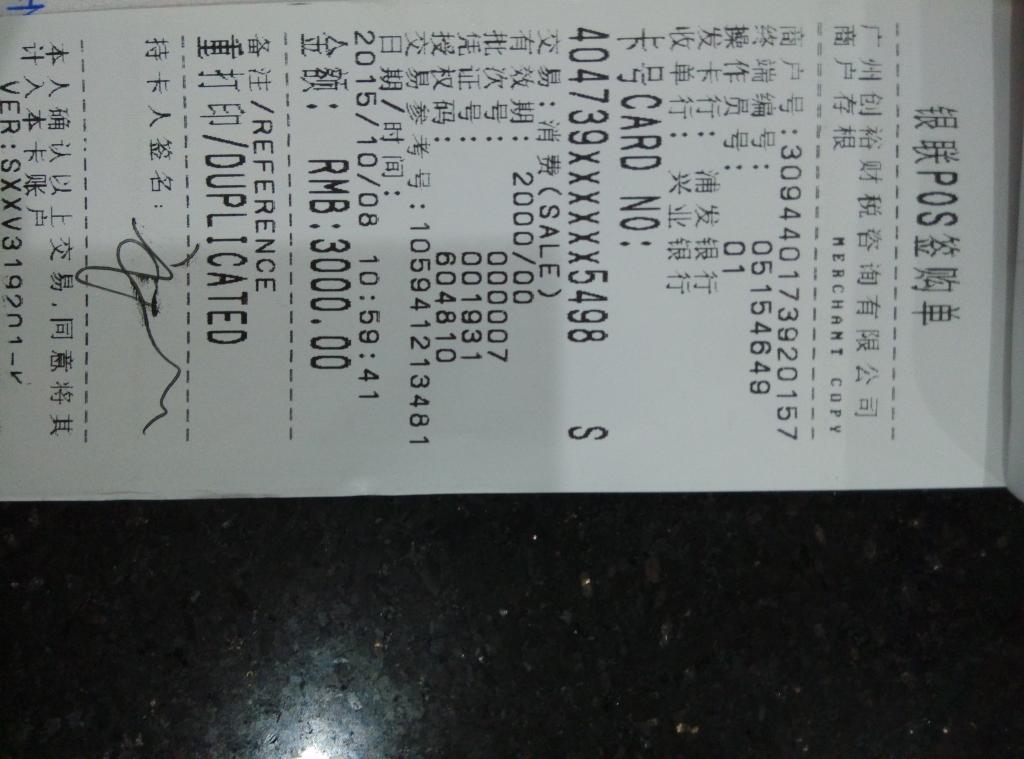 银联POS签购单
广州创裕财税咨询有限公司
商户存根 MERCHANT COPY
商户号:309440173920157
终端编号: 05154649
操作员号: 01
发卡行: 浦发银行
收单行: 兴业银行
卡号CARD NO:
404739XXXXXX5498 S
交易:消费(SALE)
有效期: 2000/00
批次号: 000007
凭证号: 001931
授权码: 604810
交易参考号:105941213481
日期/时间:
2015/10/08 10:59:41
金额: RMB:3000.00
备注/REFERENCE
重打印/DUPLICATED
持卡人签名:
本人确认以上交易,同意将其
计入本卡账户
VER:SXXV319201-V